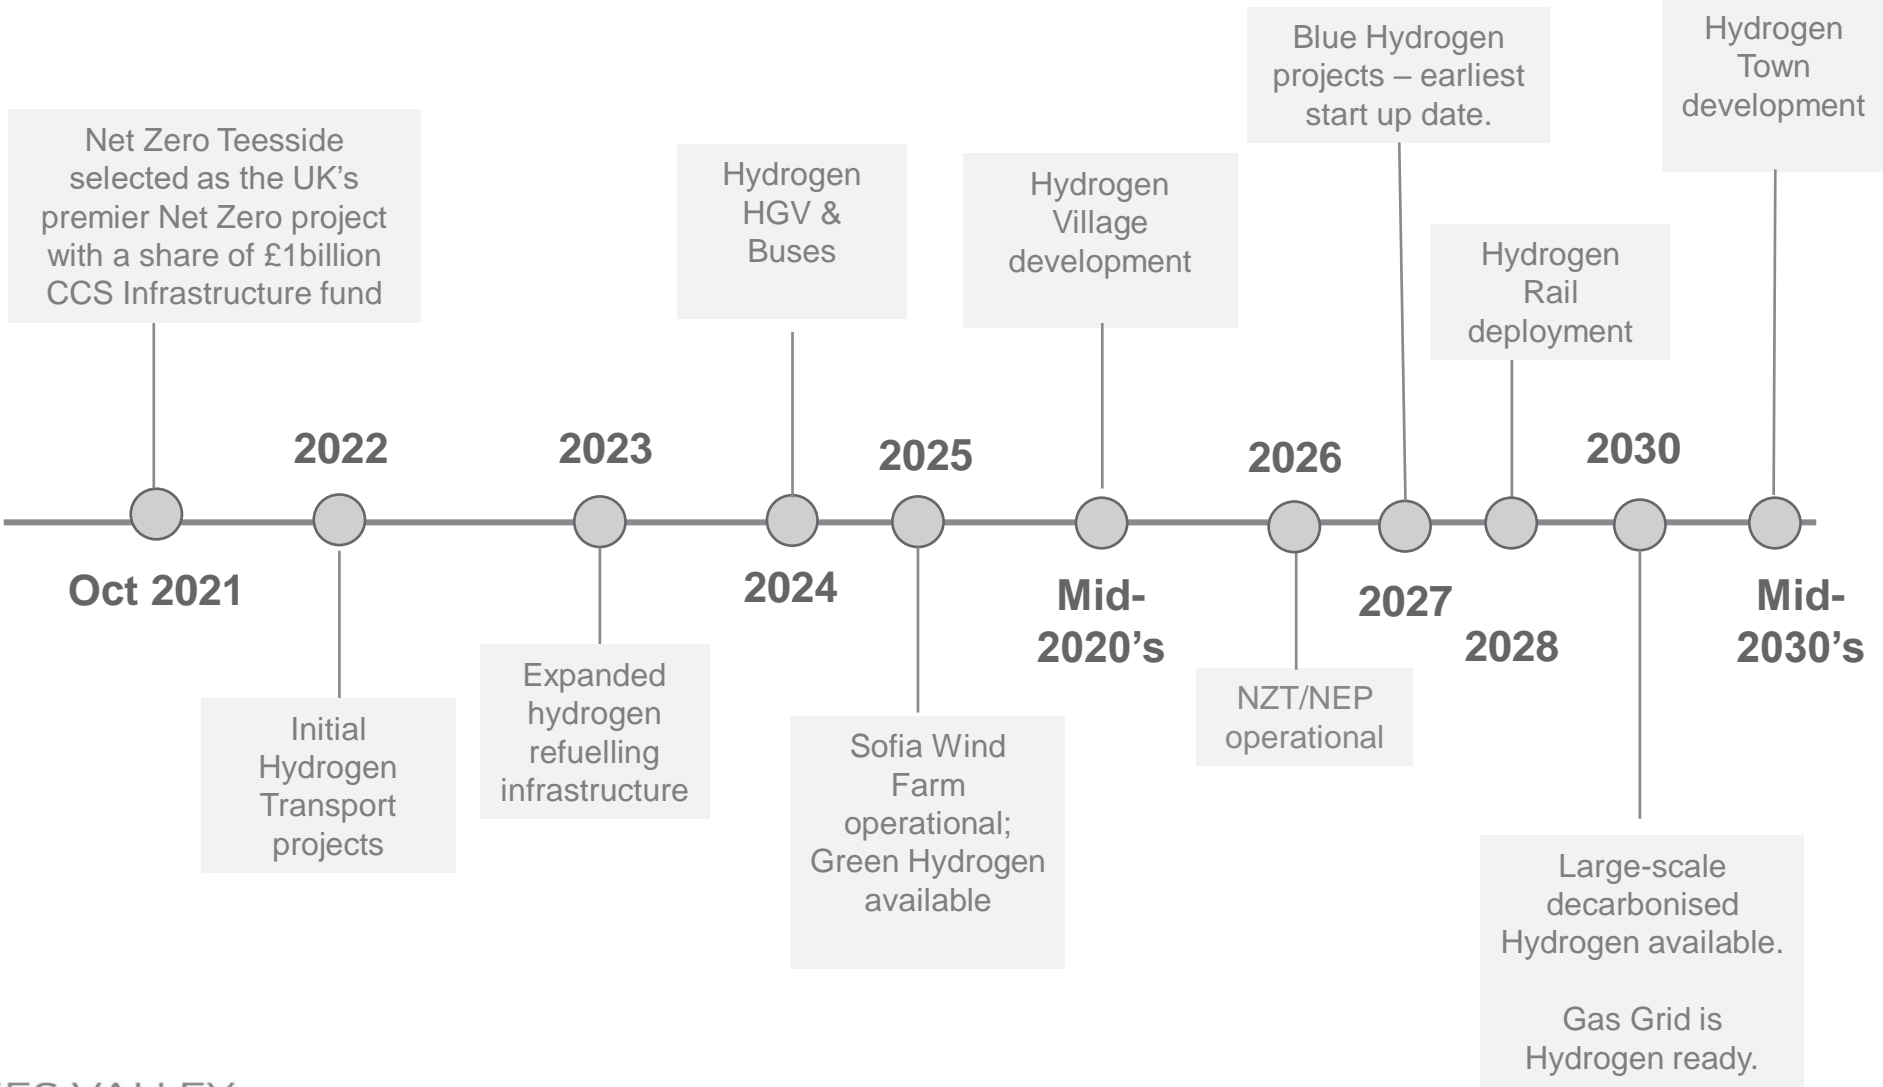 Net Zero Teesside
selected as the UK’s
premier Net Zero project
with a share of £1billion
CCS Infrastructure fund
Oct 2021
2022
Initial
Hydrogen
Transport
projects
2023
Expanded
hydrogen
refuelling
infrastructure
Hydrogen
HGV &
Buses
2024
2025
Sofia Wind
Farm
operational;
Green Hydrogen
available
Hydrogen
Village
development
Mid-
2020’s
2026
NZT/NEP
operational
Blue Hydrogen
projects – earliest
start up date.
2027
Hydrogen
Rail
deployment
2028
2030
Large-scale
decarbonised
Hydrogen available.
Gas Grid is
Hydrogen ready.
Hydrogen
Town
development
Mid-
2030’s
VALLEY